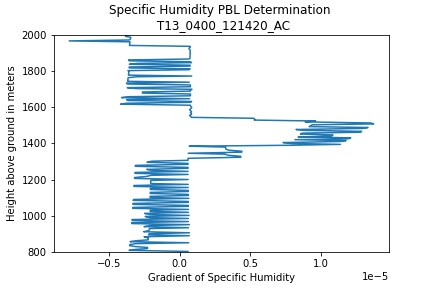 Specific Humidity PBL Determination
T13_0400_121420_AC
2000
1800
1600
1400
1200
1000
800
Height above ground in meters
−0.5 0.0 0.5 1.0
1e−5
Gradient of Specific Humidity